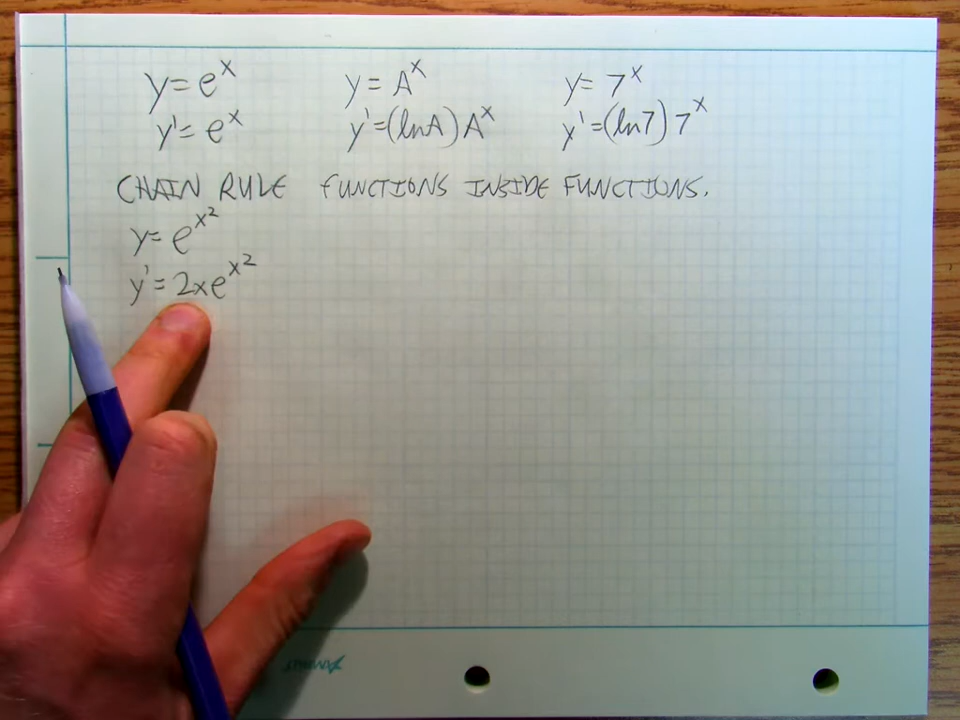 y = e^x y = A^x y = 7^x
y' = e^x y' = (lnA) A^x y' = (ln7) 7^x
CHAIN RULE FUNCTIONS INSIDE FUNCTIONS.
y = e^x²
y' = 2xe^x²